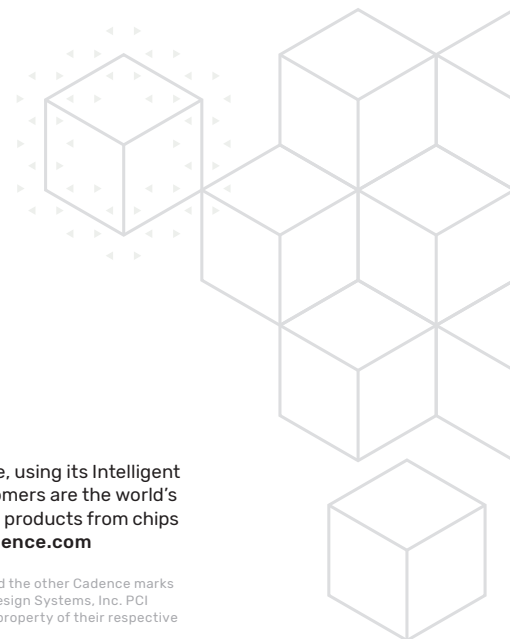 e, using its Intelligent
omers are the world's
products from chips
ence.com
d the other Cadence marks
esign Systems, Inc. PCI
property of their respective